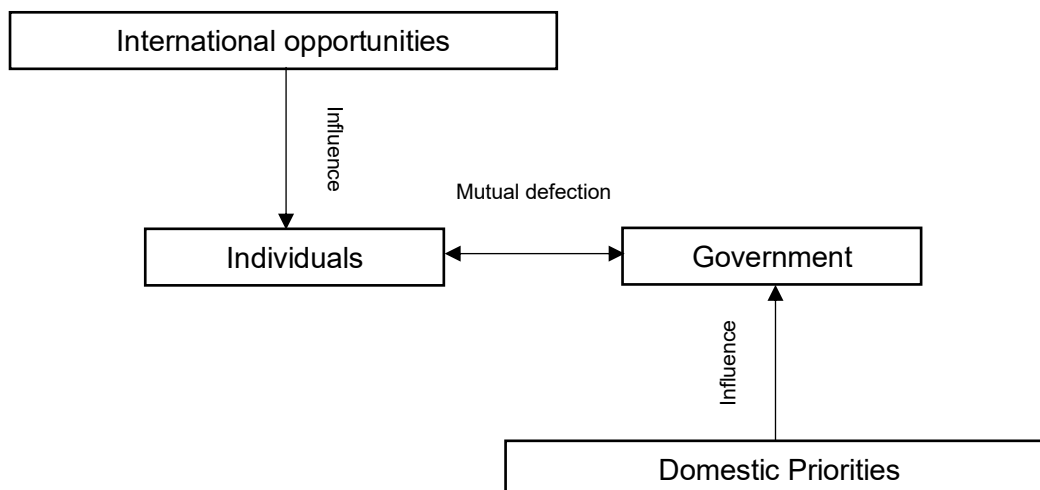 International opportunities
Influence
Mutual defection
Individuals
Government
Influence
Domestic Priorities